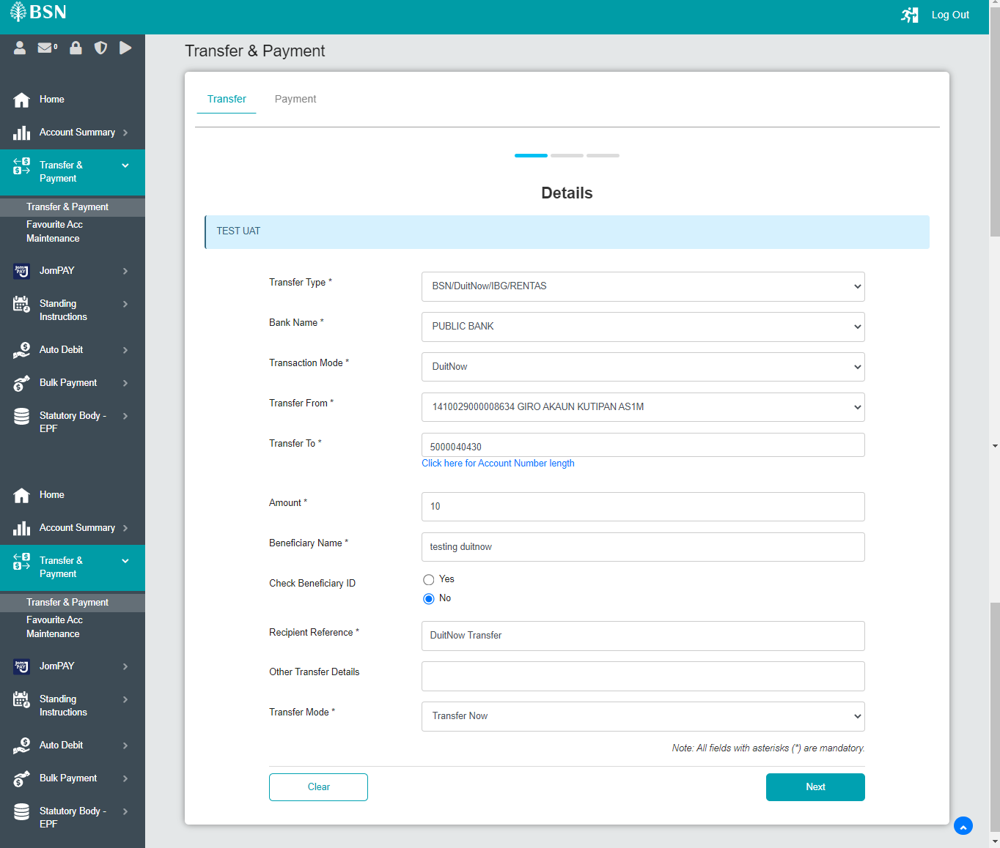 BSN
Log Out
0
Home
Account Summary
Transfer &
Payment
Transfer & Payment
Favourite Acc
Maintenance
JomPAY
Standing
Instructions
Auto Debit
Bulk Payment
Statutory Body -
EPF
Home
Account Summary
Transfer &
Payment
Transfer & Payment
Favourite Acc
Maintenance
JomPAY
Standing
Instructions
Auto Debit
Bulk Payment
Statutory Body -
EPF
Transfer & Payment
Transfer
Payment
Details
TEST UAT
Transfer Type *
BSN/DuitNow/IBG/RENTAS
Bank Name *
PUBLIC BANK
Transaction Mode *
DuitNow
Transfer From *
1410029000008634 GIRO AKAUN KUTIPAN AS1M
Transfer To *
5000040430
Click here for Account Number length
Amount *
10
Beneficiary Name *
testing duitnow
Check Beneficiary ID
Yes
No
Recipient Reference *
DuitNow Transfer
Other Transfer Details
Transfer Mode *
Transfer Now
Note: All fields with asterisks (*) are mandatory.
Clear
Next